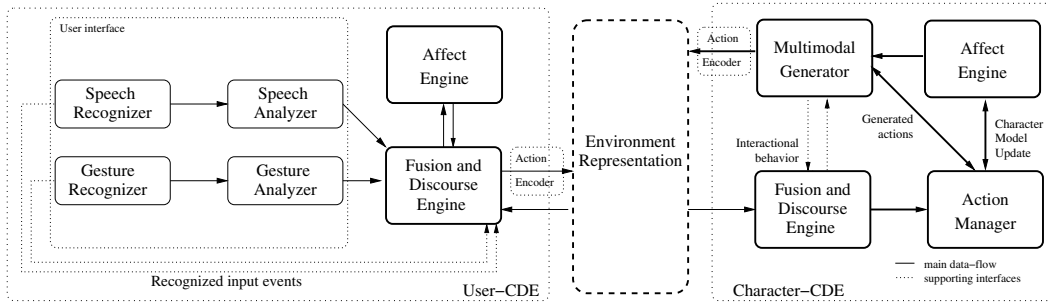 User interface
Speech
Recognizer
Speech
Analyzer
Gesture
Recognizer
Gesture
Analyzer
Affect
Engine
Fusion and
Discourse
Engine
Action
Encoder
Recognized input events
User−CDE
Environment
Representation
Action
Encoder
Multimodal
Generator
Affect
Engine
Generated
actions
Character
Model
Update
Interactional
behavior
Fusion and
Discourse
Engine
Action
Manager
main data−flow
supporting interfaces
Character−CDE